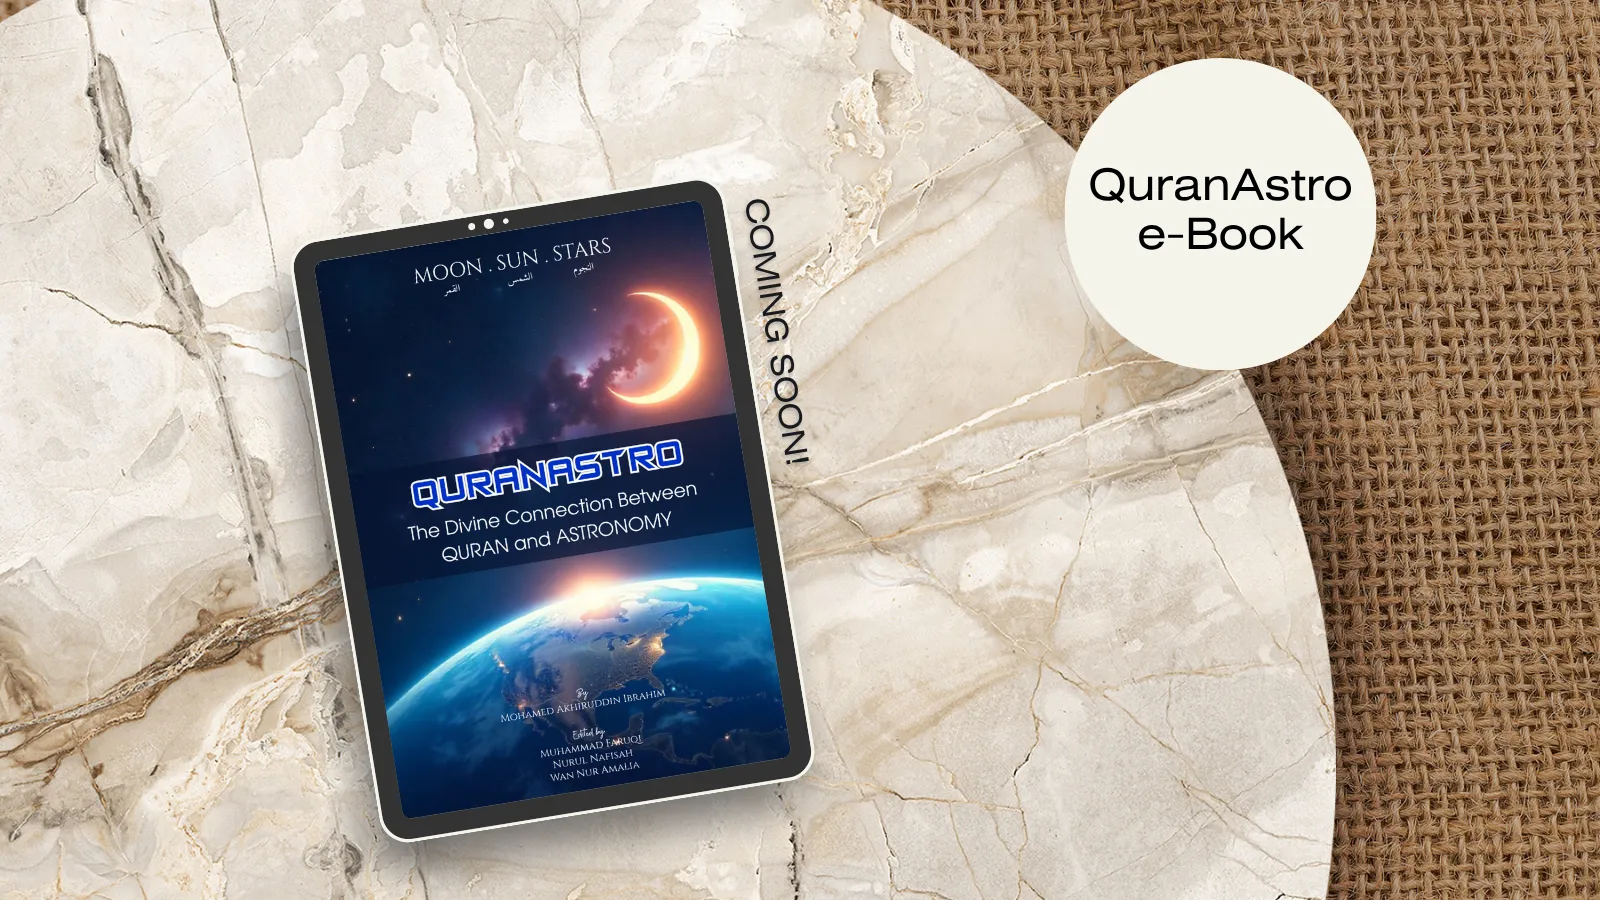 MOON . SUN . STARS
القمر الشمس النجوم
QURANASTRO
The Divine Connection Between
QURAN and ASTRONOMY
By
MOHAMED AKHIRUDDIN IBRAHIM
Edited by
MUHAMMAD FARUQI
NURUL NAFISAH
WAN NUR AMALIA
COMING SOON!
QuranAstro
e-Book